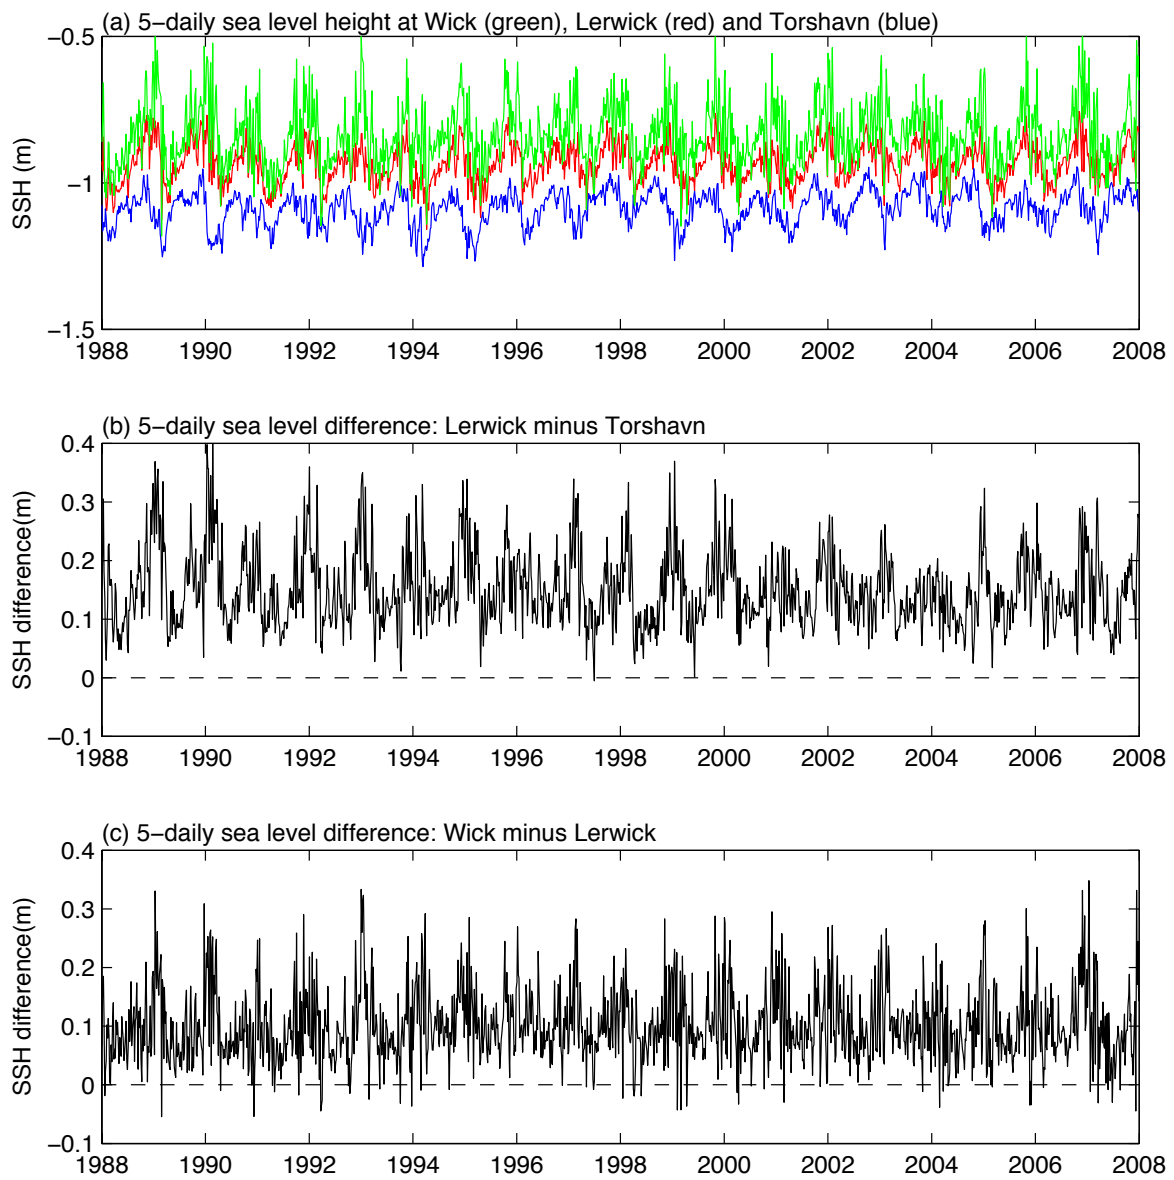 (a) 5−daily sea level height at Wick (green), Lerwick (red) and Torshavn (blue)
−0.5
−1
−1.5
SSH (m)
1988 1990 1992 1994 1996 1998 2000 2002 2004 2006 2008
(b) 5−daily sea level difference: Lerwick minus Torshavn
0.4
0.3
0.2
0.1
0
−0.1
SSH difference(m)
1988 1990 1992 1994 1996 1998 2000 2002 2004 2006 2008
(c) 5−daily sea level difference: Wick minus Lerwick
0.4
0.3
0.2
0.1
0
−0.1
SSH difference(m)
1988 1990 1992 1994 1996 1998 2000 2002 2004 2006 2008